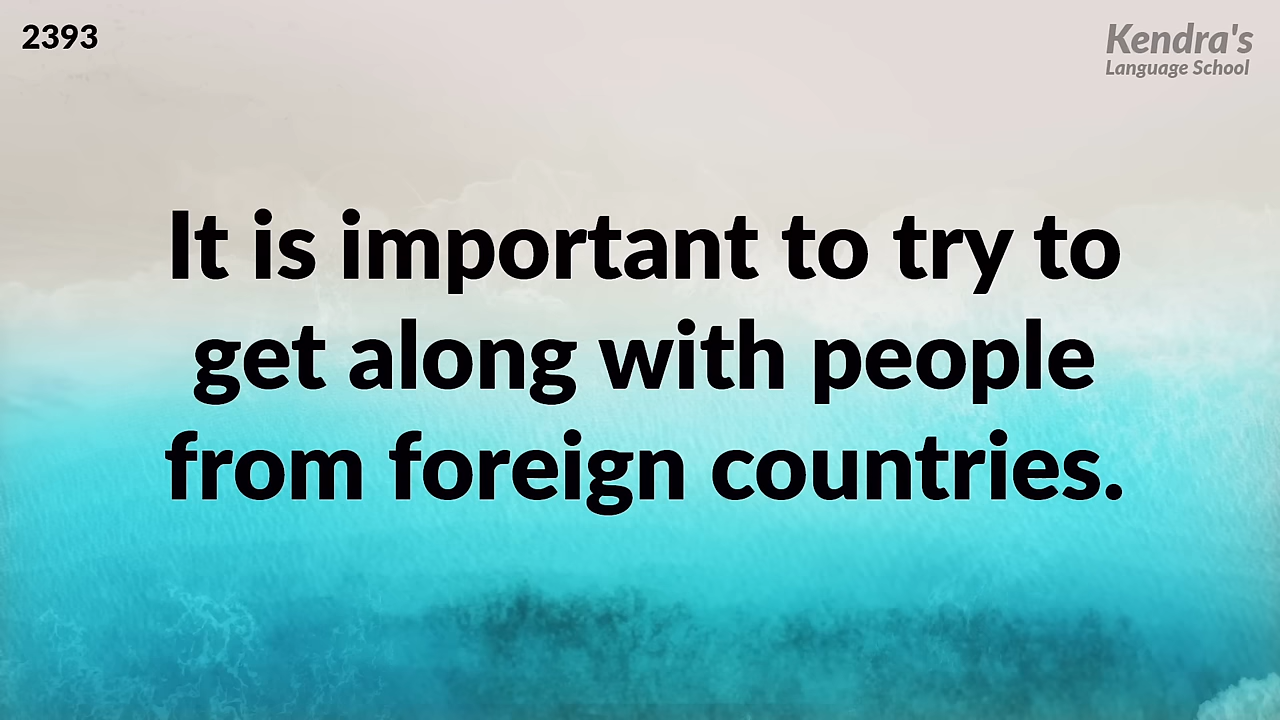 2393
Kendra's
Language School
It is important to try to
get along with people
from foreign countries.